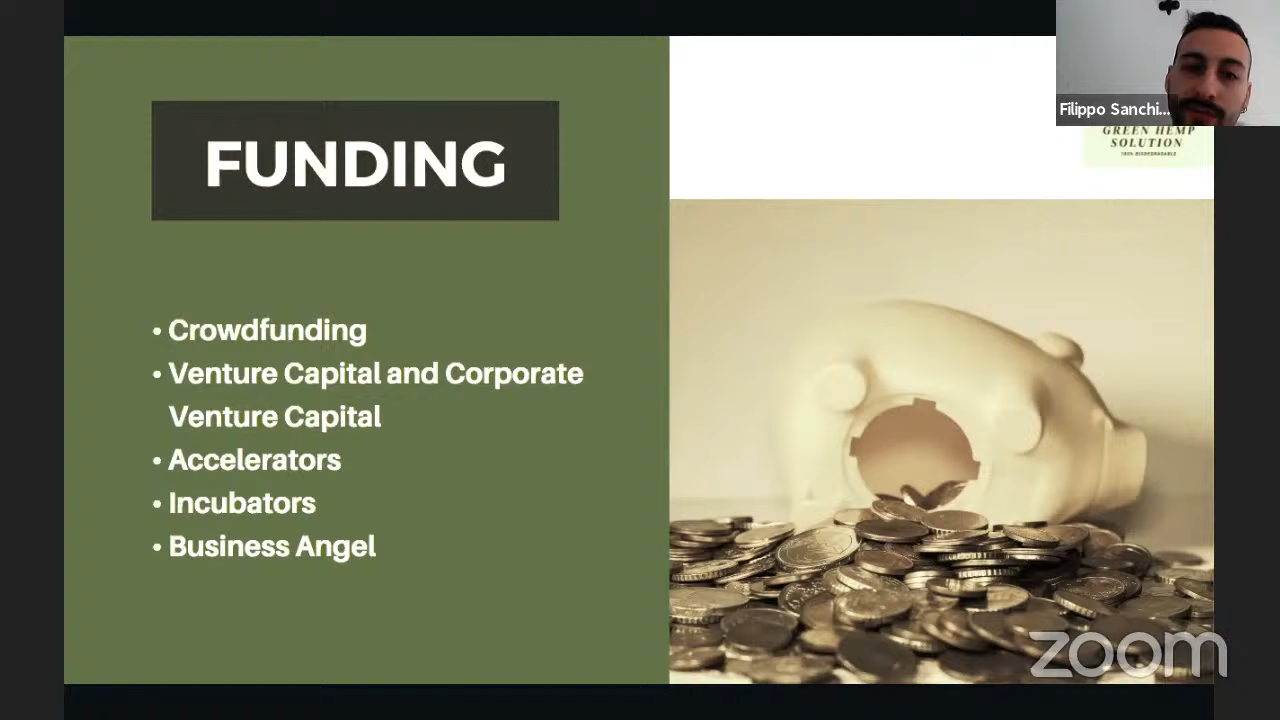 FUNDING
• Crowdfunding
• Venture Capital and Corporate
Venture Capital
• Accelerators
• Incubators
• Business Angel
Filippo Sanchi...
GREEN HEMP
SOLUTION
100% BIODEGRADABLE
zoom